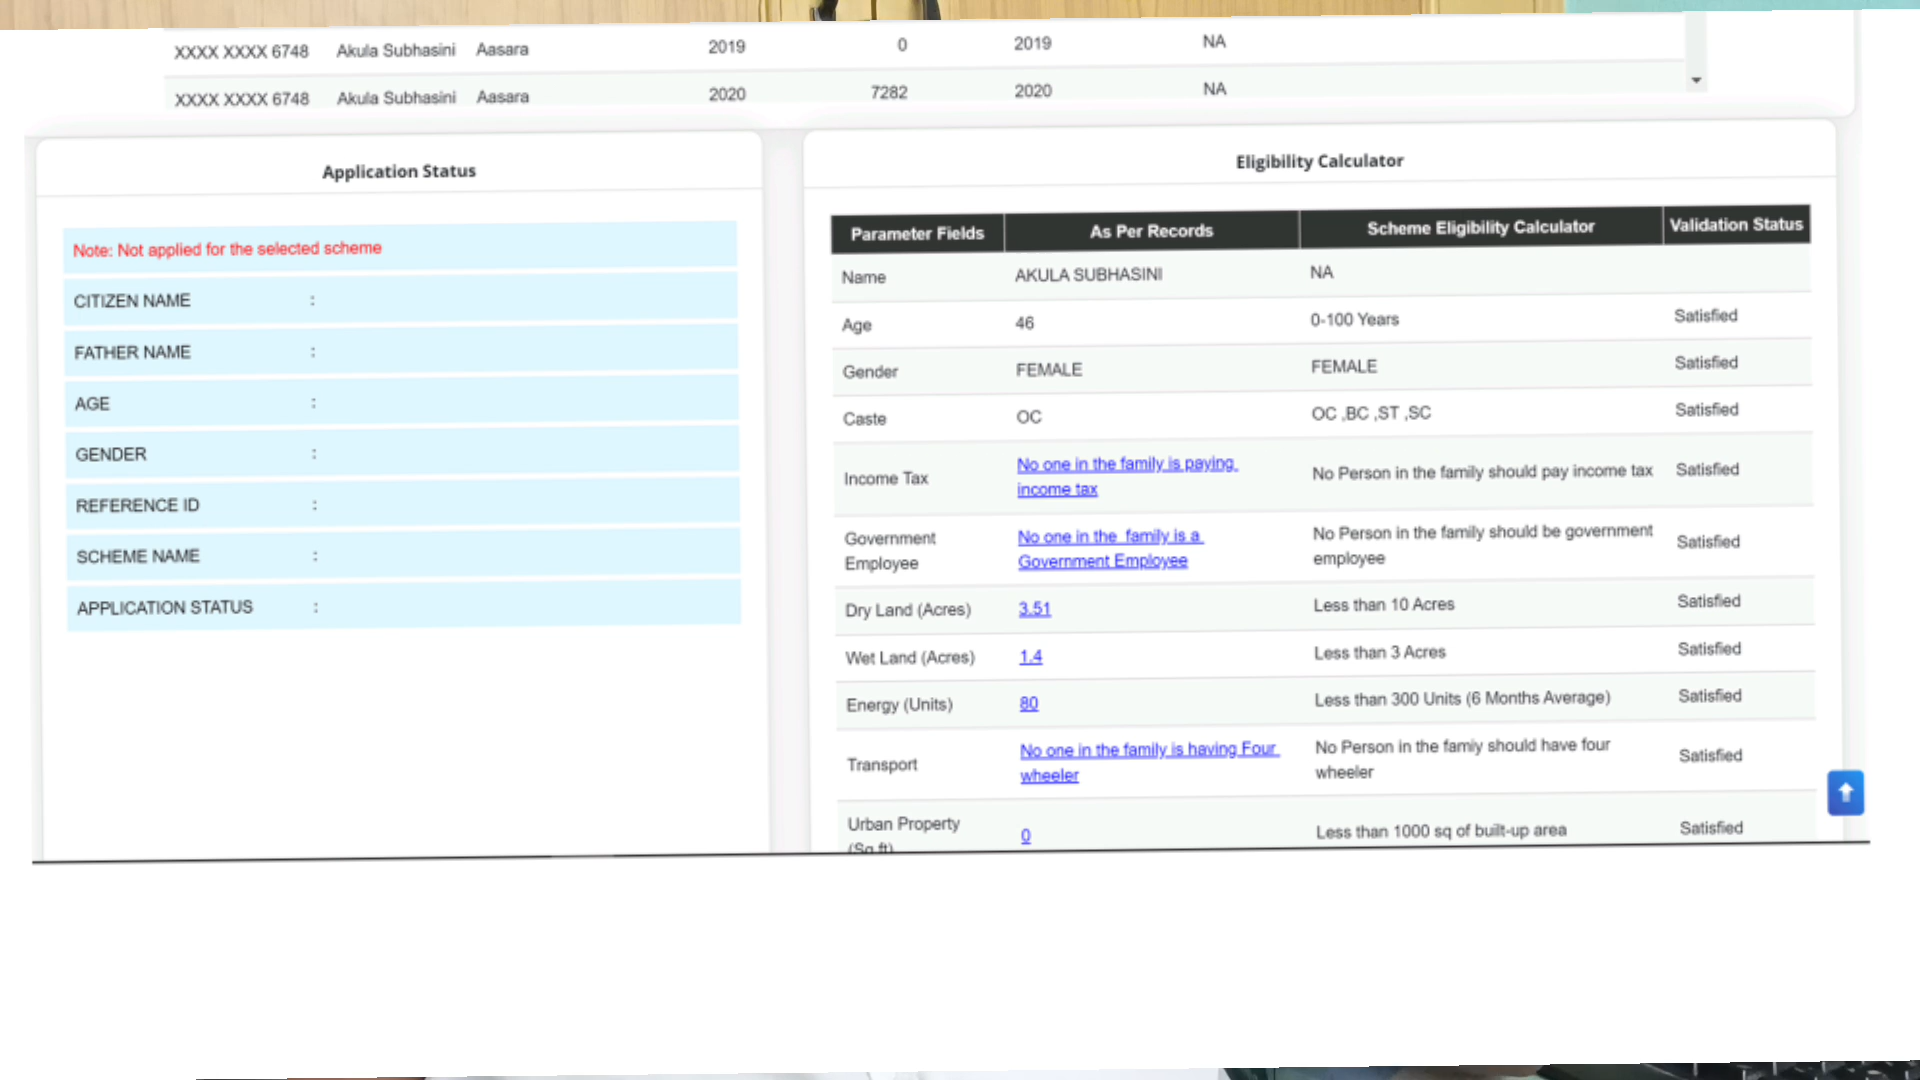 XXXX XXXX 6748 Akula Subhasini Aasara 2019 0 2019 NA
XXXX XXXX 6748 Akula Subhasini Aasara 2020 7282 2020 NA
Application Status
Note: Not applied for the selected scheme
CITIZEN NAME :
FATHER NAME :
AGE :
GENDER :
REFERENCE ID :
SCHEME NAME :
APPLICATION STATUS :
Eligibility Calculator
Parameter Fields As Per Records Scheme Eligibility Calculator Validation Status
Name AKULA SUBHASINI NA
Age 46 0-100 Years Satisfied
Gender FEMALE FEMALE Satisfied
Caste OC OC ,BC ,ST ,SC Satisfied
Income Tax No one in the family is paying No Person in the family should pay income tax Satisfied
income tax
Government No one in the family is a No Person in the family should be government Satisfied
Employee Government Employee employee
Dry Land (Acres) 3.51 Less than 10 Acres Satisfied
Wet Land (Acres) 1.4 Less than 3 Acres Satisfied
Energy (Units) 80 Less than 300 Units (6 Months Average) Satisfied
Transport No one in the family is having Four No Person in the famiy should have four Satisfied
wheeler wheeler
Urban Property 0 Less than 1000 sq of built-up area Satisfied
(Sq.ft)